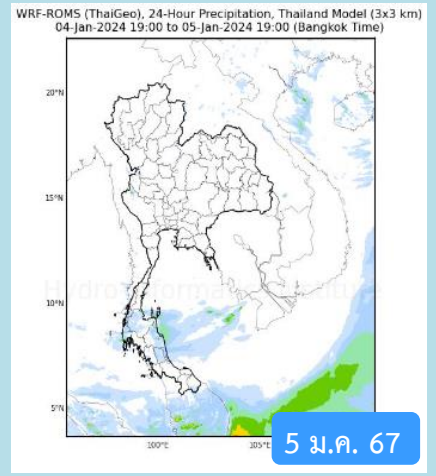 WRF-ROMS (ThaiGeo), 24-Hour Precipitation, Thailand Model (3x3 km)
04-Jan-2024 19:00 to 05-Jan-2024 19:00 (Bangkok Time)
20°N
15°N
10°N
5°N
100°E
105°E
5 ม.ค. 67